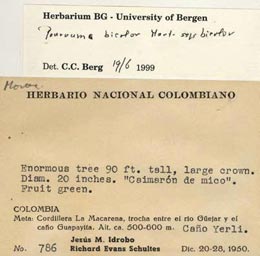 Herbarium BG - University of Bergen
Pourouma bicolor Mart. ssp bicolor
Det. C.C. Berg 19/6 1999
HERBARIO NACIONAL COLOMBIANO
Enormous tree 90 ft. tall, large crown.
Diam. 20 inches. "Caimarón de mico".
Fruit green.
COLOMBIA
Meta: Cordillera La Macarena, trocha entre el río Güejar y el
caño Guapayita. Alt. ca. 500-600 m. Caño Yerli.
Jesús M. Idrobo
No. 786 Richard Evans Schultes Dic. 20-28, 1950.